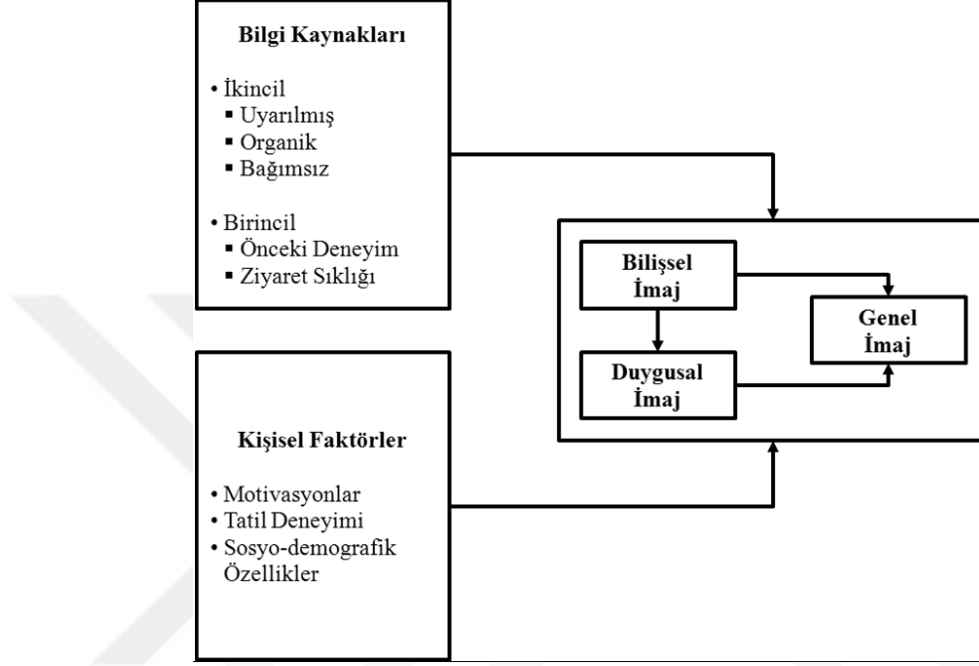 Bilgi Kaynakları
• İkincil
▪ Uyarılmış
▪ Organik
▪ Bağımsız
• Birincil
▪ Önceki Deneyim
▪ Ziyaret Sıklığı
Kişisel Faktörler
• Motivasyonlar
• Tatil Deneyimi
• Sosyo-demografik
Özellikler
Bilişsel
İmaj
Duygusal
İmaj
Genel
İmaj